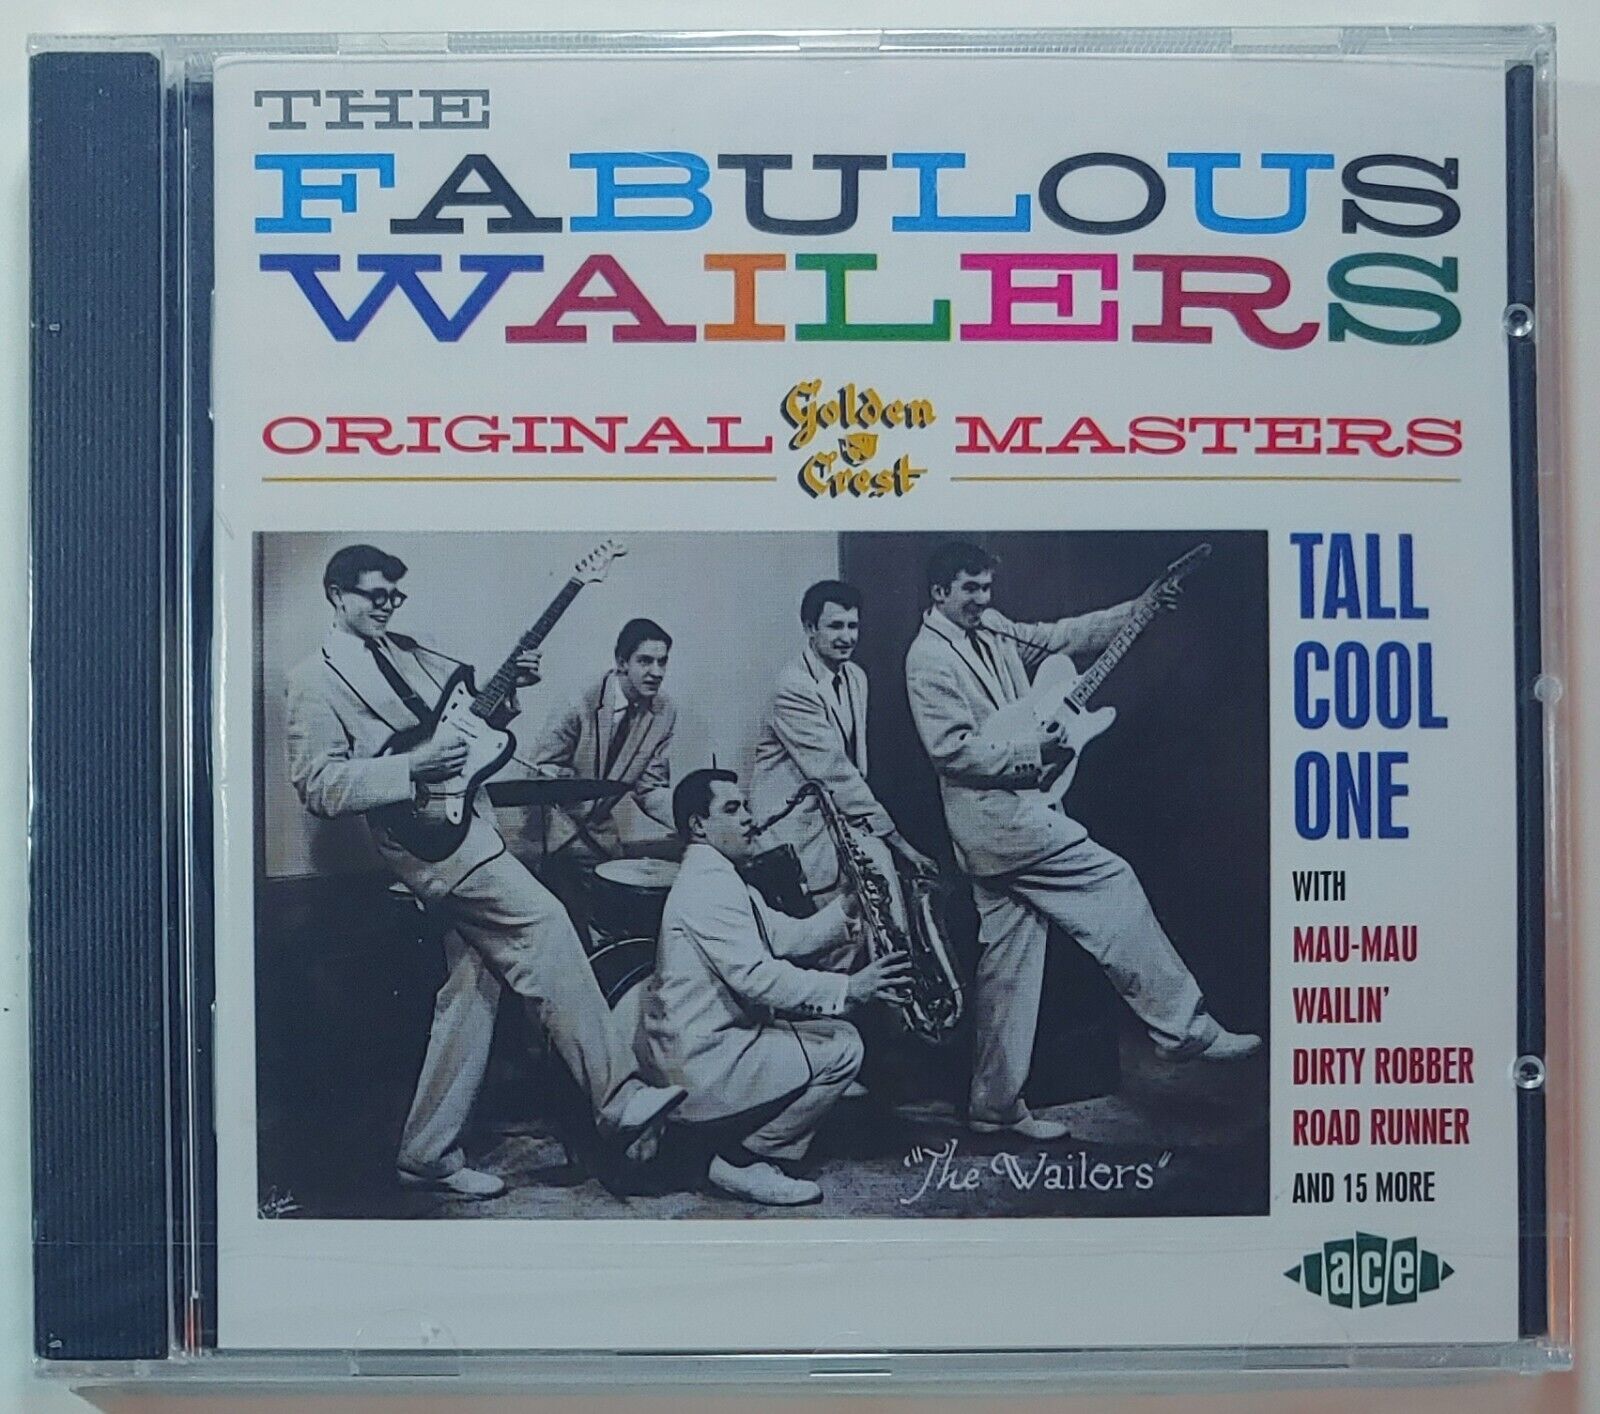 THE
FABULOUS
WAILERS
ORIGINAL Golden Crest MASTERS
TALL
COOL
ONE
WITH
MAU-MAU
WAILIN'
DIRTY ROBBER
ROAD RUNNER
AND 15 MORE
"The Wailers"
ace